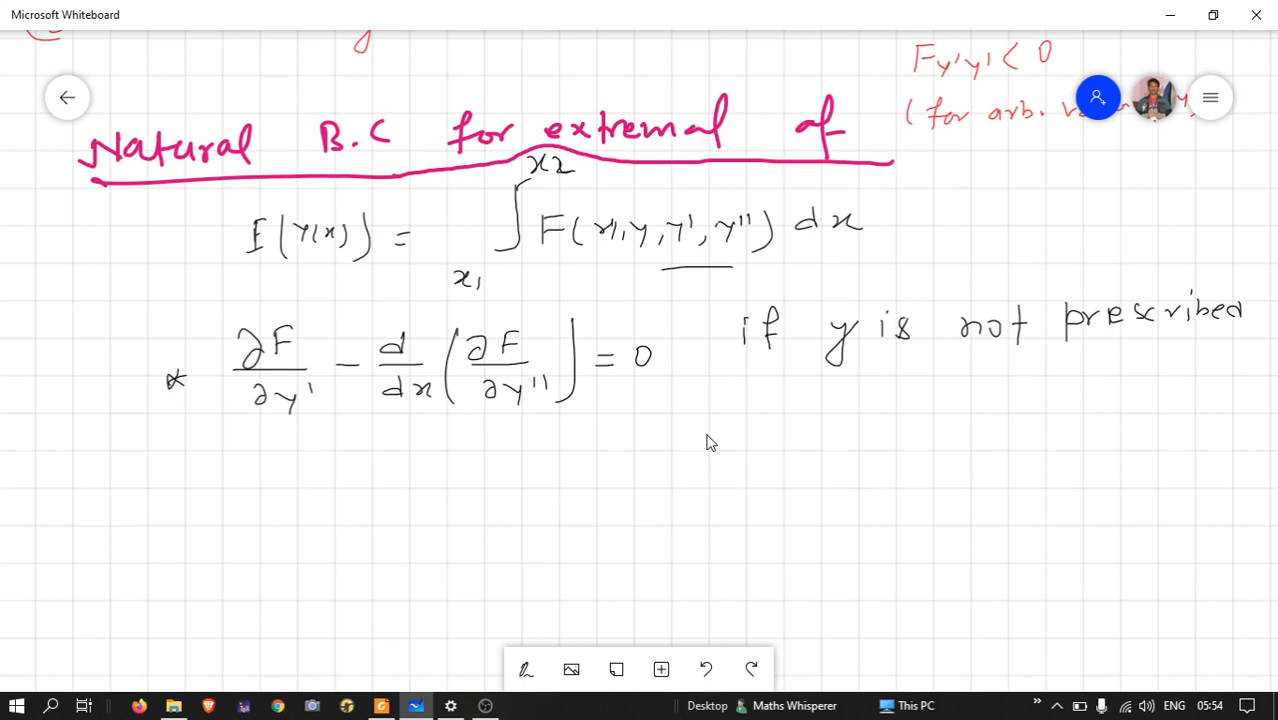 Microsoft Whiteboard
Fy'y' < 0
(for arb.
Natural B.C for extremal of
I(y(x)) = ∫_{x1}^{x2} F(x, y, y', y'') dx
* ∂F/∂y' - d/dx (∂F/∂y'') = 0 if y is not prescribed
Desktop Maths Whisperer This PC ENG 05:54